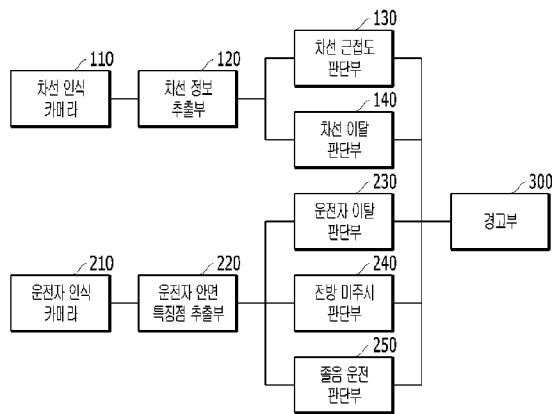 110
차선 인식
카메라
120
차선 정보
추출부
130
차선 근접도
판단부
140
차선 이탈
판단부
210
운전자 인식
카메라
220
운전자 안면
특징점 추출부
230
운전자 이탈
판단부
240
전방 미주시
판단부
250
졸음 운전
판단부
300
경고부